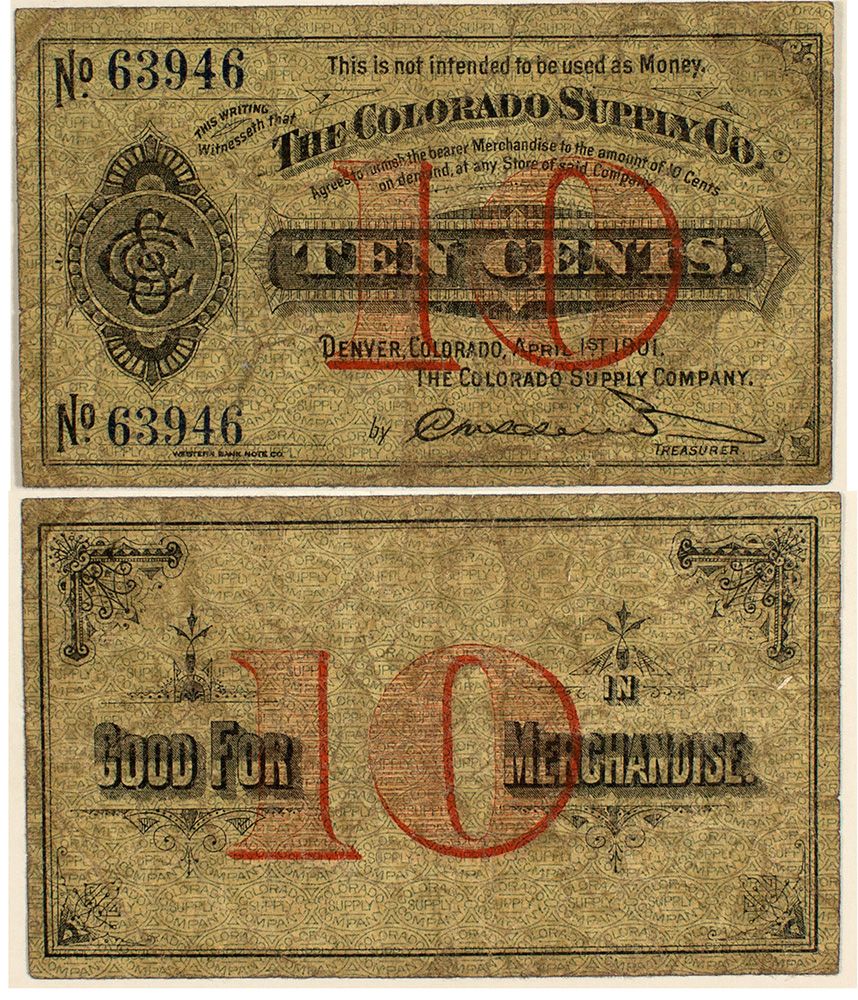 No 63946
This is not intended to be used as Money.
THIS WRITING
Witnesseth that
THE COLORADO SUPPLY CO.
Agrees to furnish the bearer Merchandise to the amount of 10 Cents
on demand, at any Store of said Company
10
TEN CENTS.
DENVER, COLORADO, APRIL 1ST 1901.
THE COLORADO SUPPLY COMPANY.
No 63946
by
TREASURER.
WESTERN BANK NOTE CO.
10
IN
GOOD FOR
MERCHANDISE.